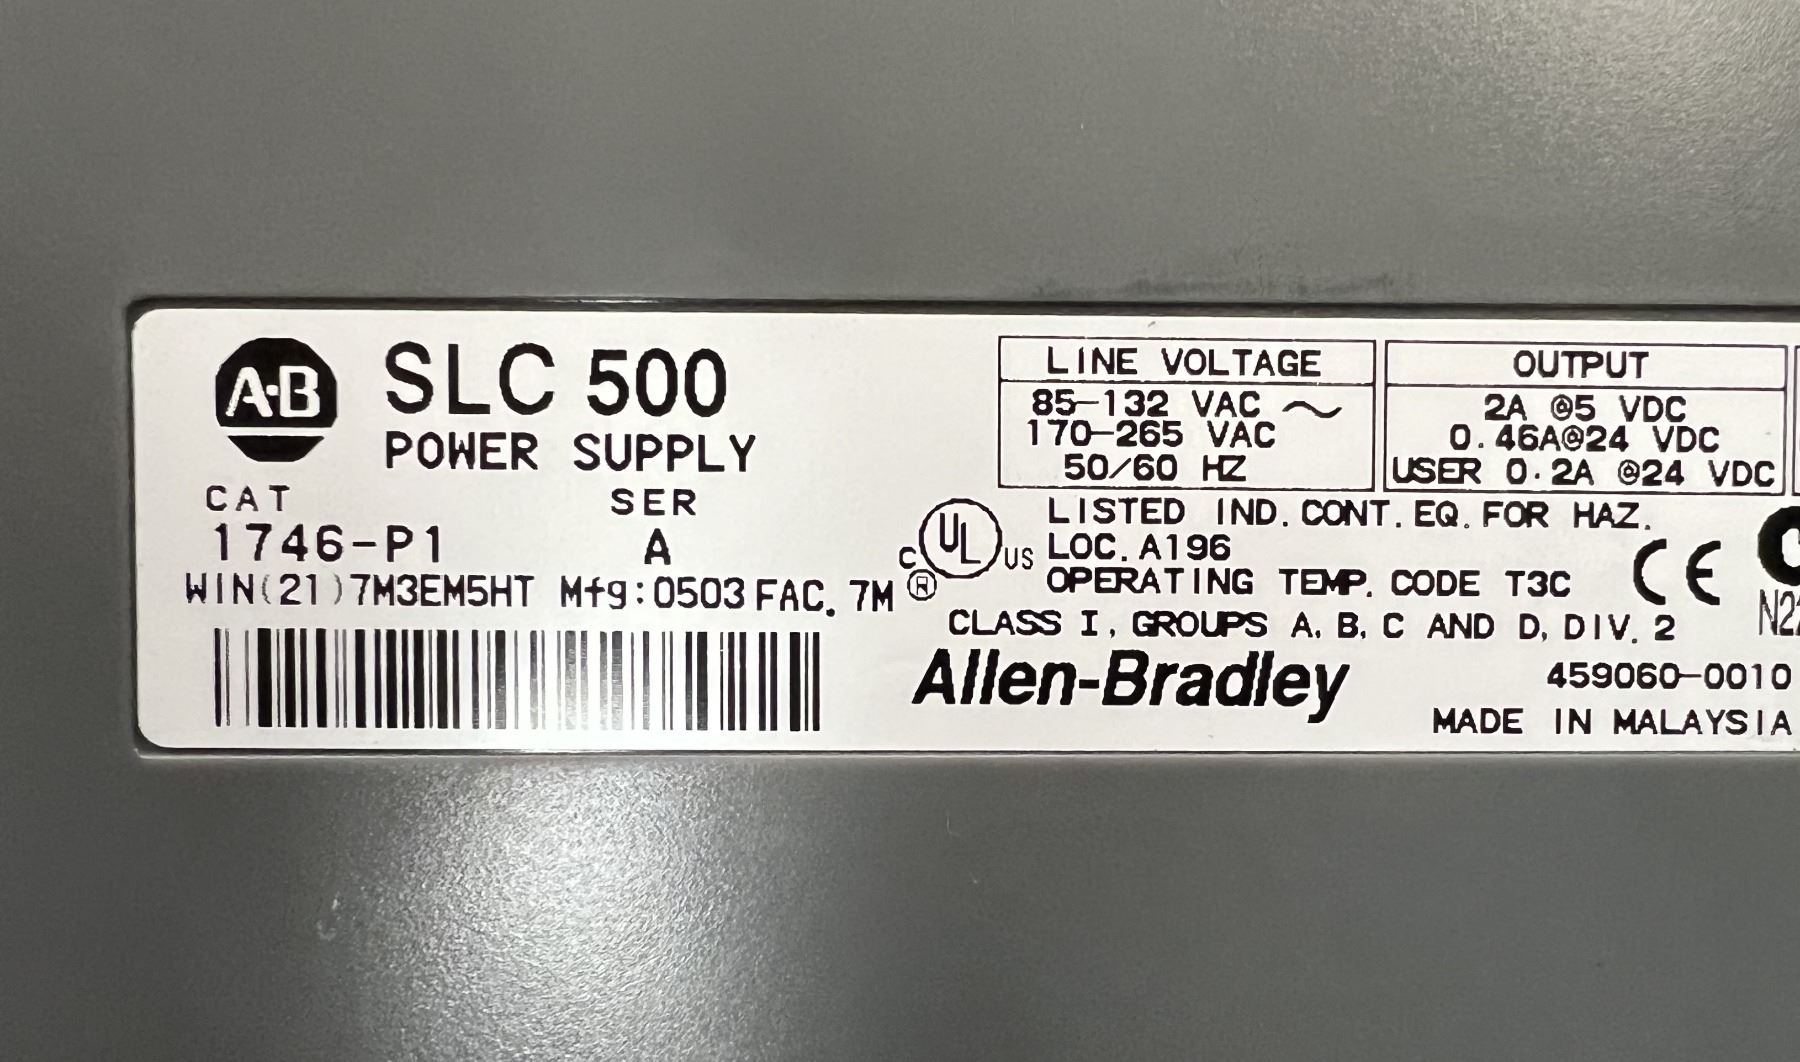 A·B
SLC 500
POWER SUPPLY
CAT SER
1746-P1 A
WIN(21)7M3EM5HT Mfg:0503 FAC. 7M
LINE VOLTAGE
85-132 VAC ~
170-265 VAC
50/60 HZ
OUTPUT
2A @5 VDC
0.46A@24 VDC
USER 0.2A @24 VDC
C UL US ®
LISTED IND. CONT. EQ. FOR HAZ.
LOC. A196
OPERATING TEMP. CODE T3C
CLASS I, GROUPS A, B, C AND D, DIV. 2
CE
Allen-Bradley
459060-0010
MADE IN MALAYSIA